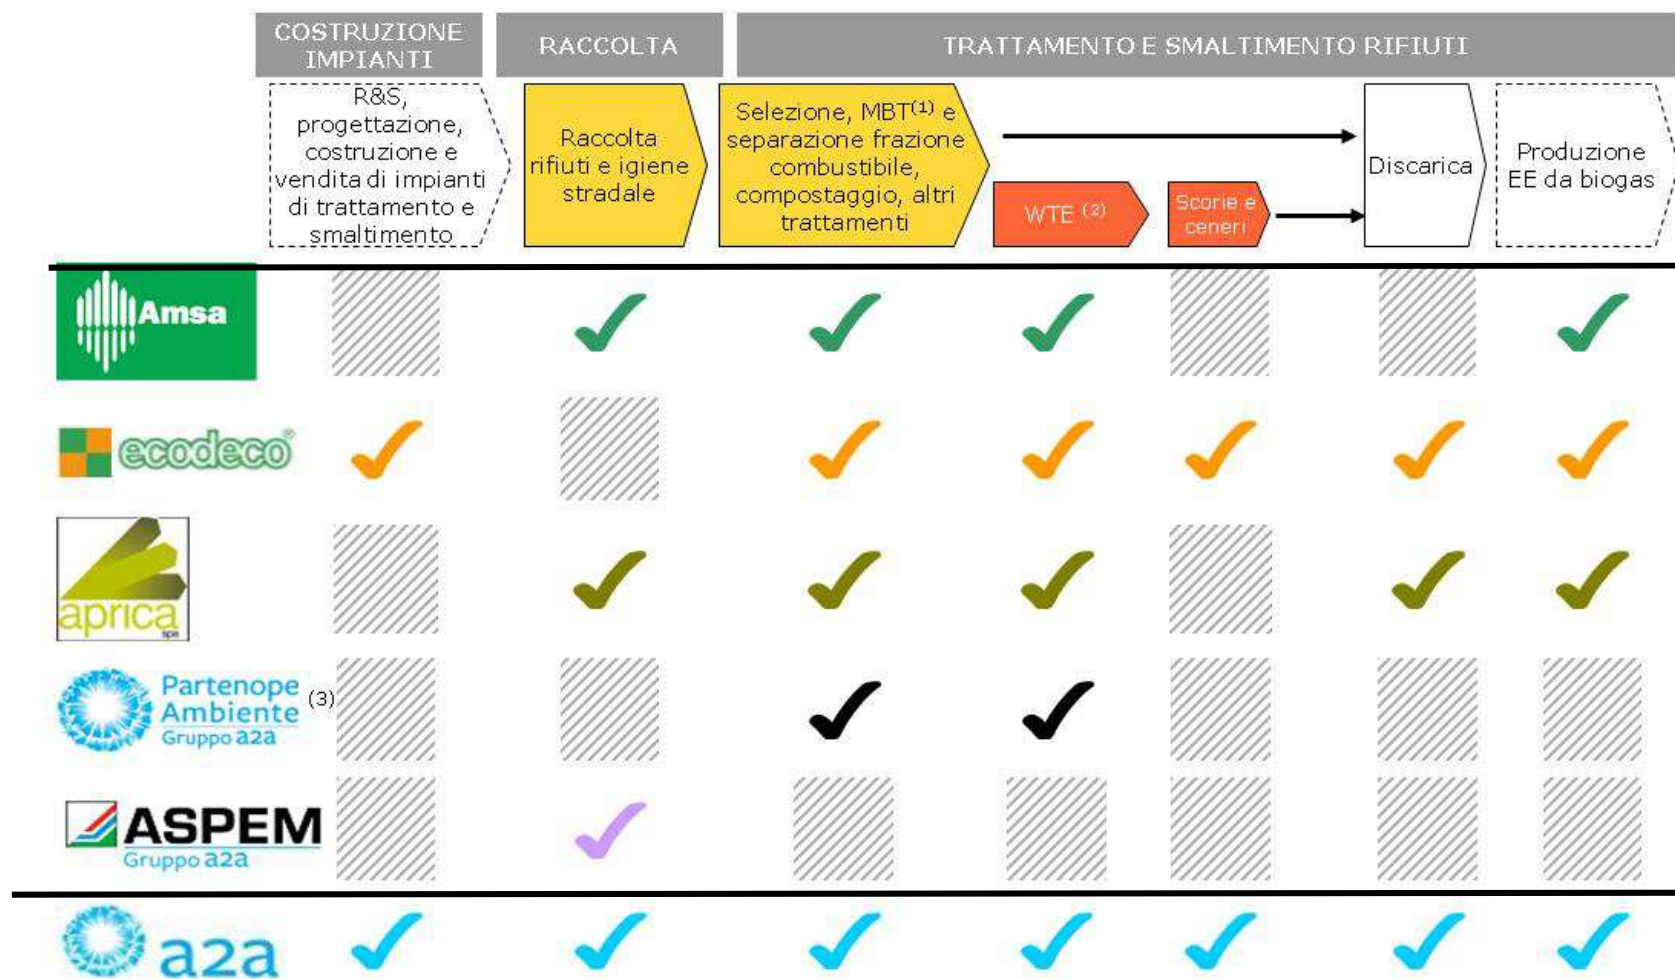 COSTRUZIONE
IMPIANTI
RACCOLTA
TRATTAMENTO E SMALTIMENTO RIFIUTI
R&S,
progettazione,
costruzione e
vendita di impianti
di trattamento e
smaltimento
Raccolta
rifiuti e igiene
stradale
Selezione, MBT(1) e
separazione frazione
combustibile,
compostaggio, altri
trattamenti
WTE (2)
Scorie e
ceneri
Discarica
Produzione
EE da biogas
Amsa
ecodeco®
aprica
spa
Partenope (3)
Ambiente
Gruppo a2a
ASPEM
Gruppo a2a
a2a